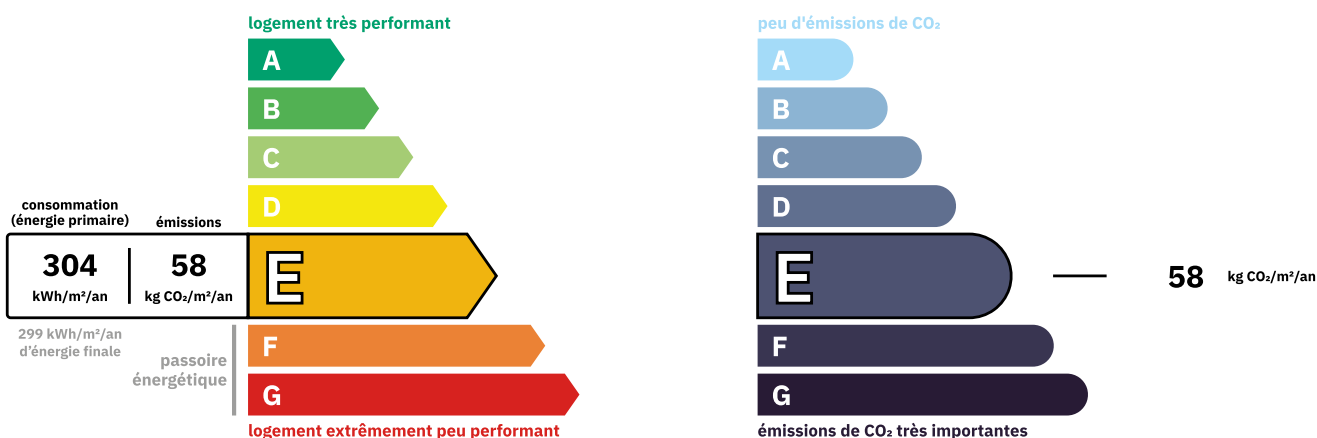 logement très performant
A
B
C
D
consommation
(énergie primaire)
émissions
304
kWh/m²/an
58
kg CO₂/m²/an
E
299 kWh/m²/an
d'énergie finale
passoire
énergétique
F
G
logement extrêmement peu performant
peu d'émissions de CO₂
A
B
C
D
E
58
kg CO₂/m²/an
F
G
émissions de CO₂ très importantes